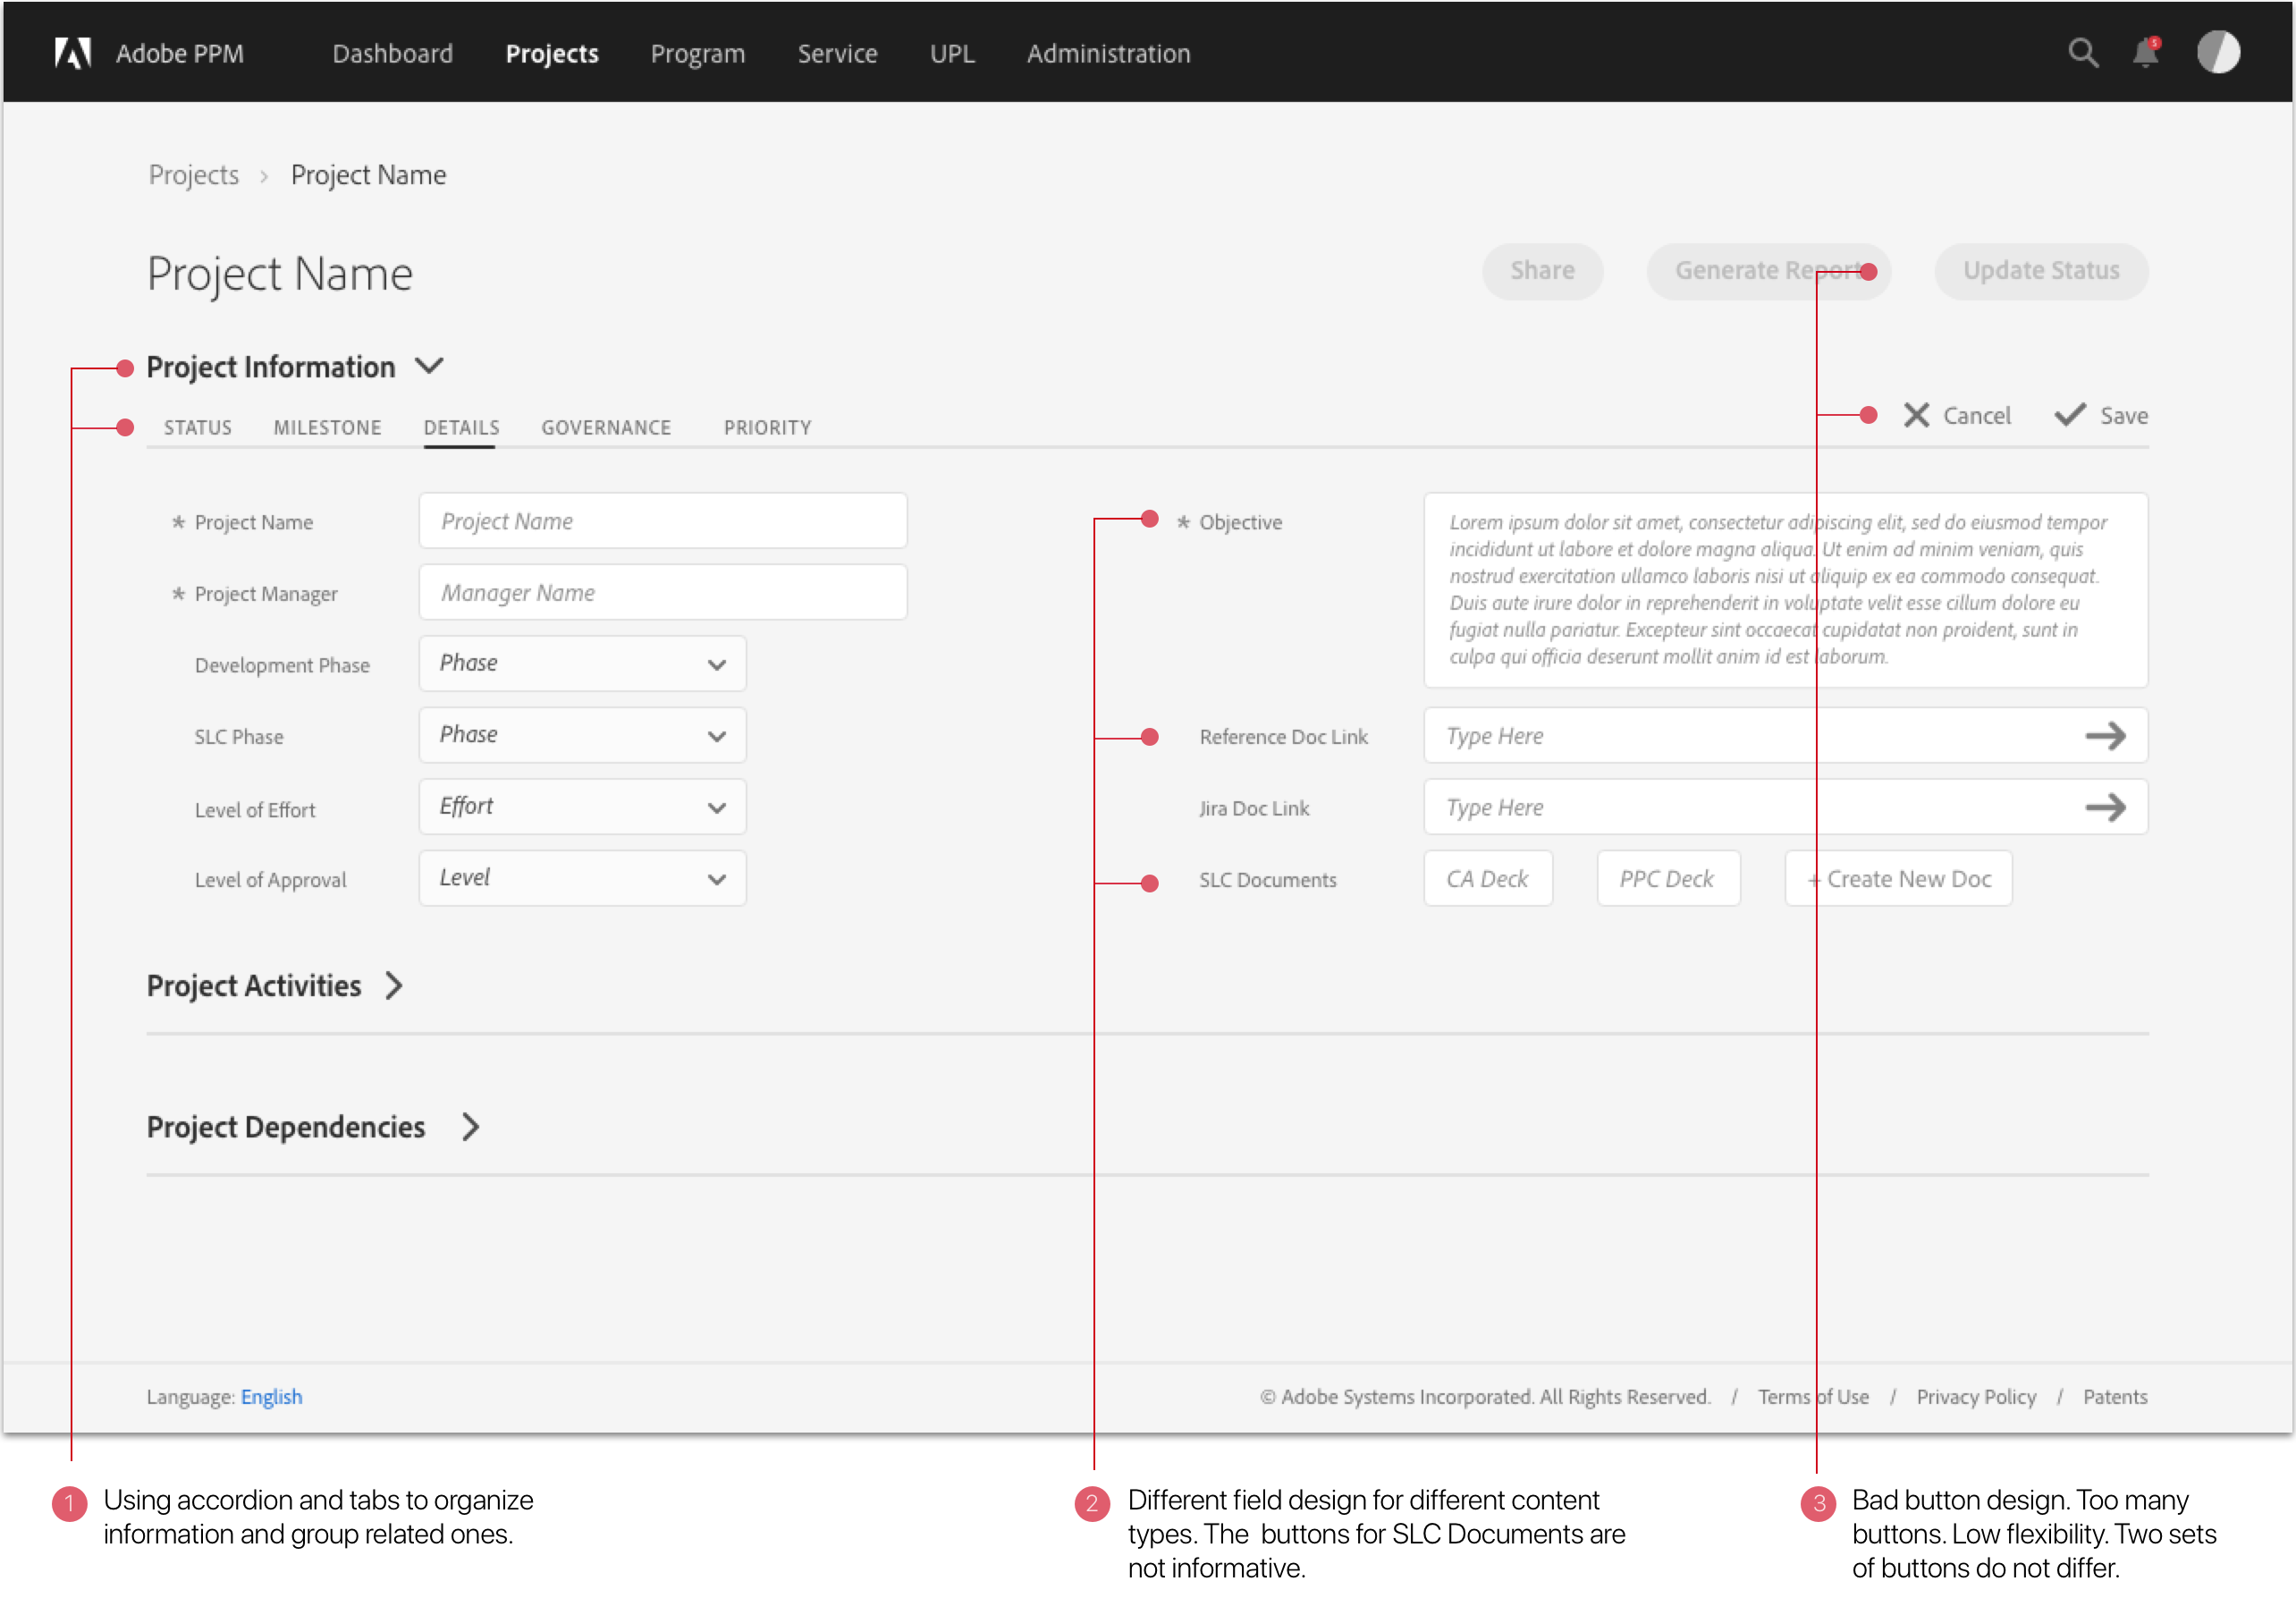 Adobe PPM Dashboard Projects Program Service UPL Administration
5
Projects > Project Name
Project Name
Share Generate Report Update Status
Project Information
STATUS MILESTONE DETAILS GOVERNANCE PRIORITY
Cancel Save
* Project Name Project Name
* Project Manager Manager Name
Development Phase Phase
SLC Phase Phase
Level of Effort Effort
Level of Approval Level
* Objective
Lorem ipsum dolor sit amet, consectetur adipiscing elit, sed do eiusmod tempor
incididunt ut labore et dolore magna aliqua. Ut enim ad minim veniam, quis
nostrud exercitation ullamco laboris nisi ut aliquip ex ea commodo consequat.
Duis aute irure dolor in reprehenderit in voluptate velit esse cillum dolore eu
fugiat nulla pariatur. Excepteur sint occaecat cupidatat non proident, sunt in
culpa qui officia deserunt mollit anim id est laborum.
Reference Doc Link Type Here
Jira Doc Link Type Here
SLC Documents CA Deck PPC Deck + Create New Doc
Project Activities
Project Dependencies
Language: English
© Adobe Systems Incorporated. All Rights Reserved. / Terms of Use / Privacy Policy / Patents
1 Using accordion and tabs to organize
information and group related ones.
2 Different field design for different content
types. The buttons for SLC Documents are
not informative.
3 Bad button design. Too many
buttons. Low flexibility. Two sets
of buttons do not differ.